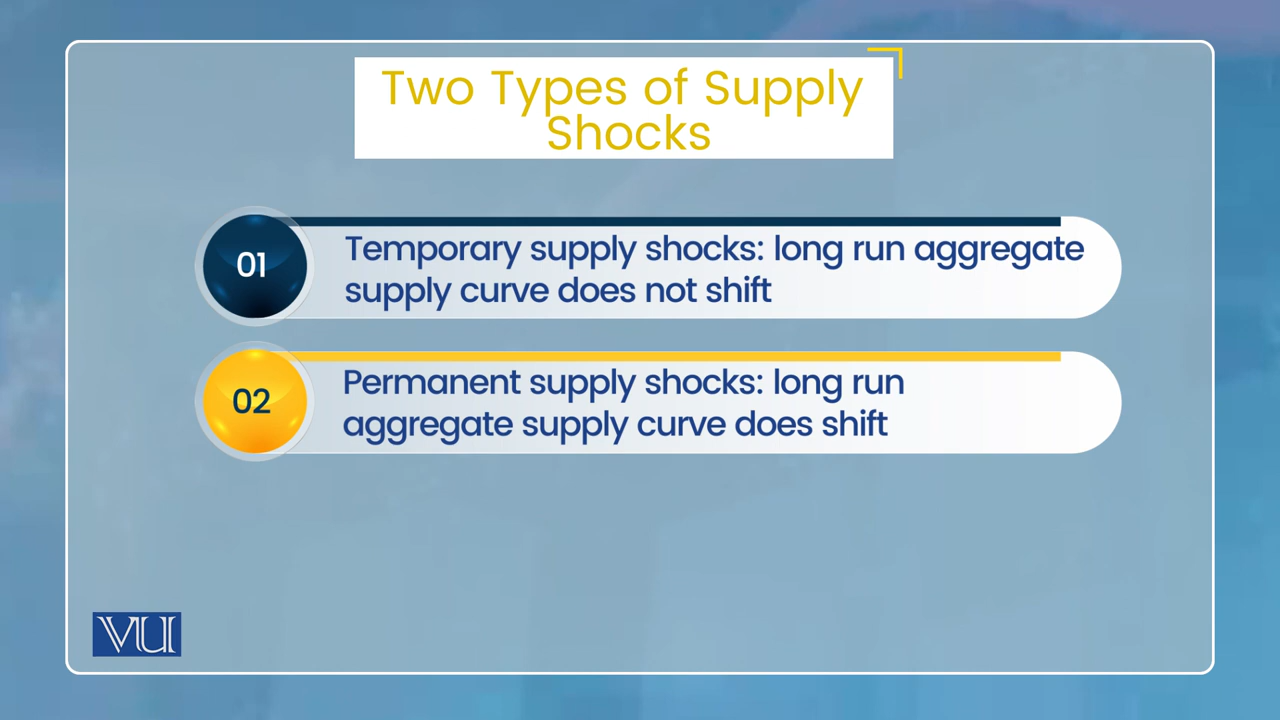 Two Types of Supply
Shocks
01
Temporary supply shocks: long run aggregate
supply curve does not shift
02
Permanent supply shocks: long run
aggregate supply curve does shift
VU